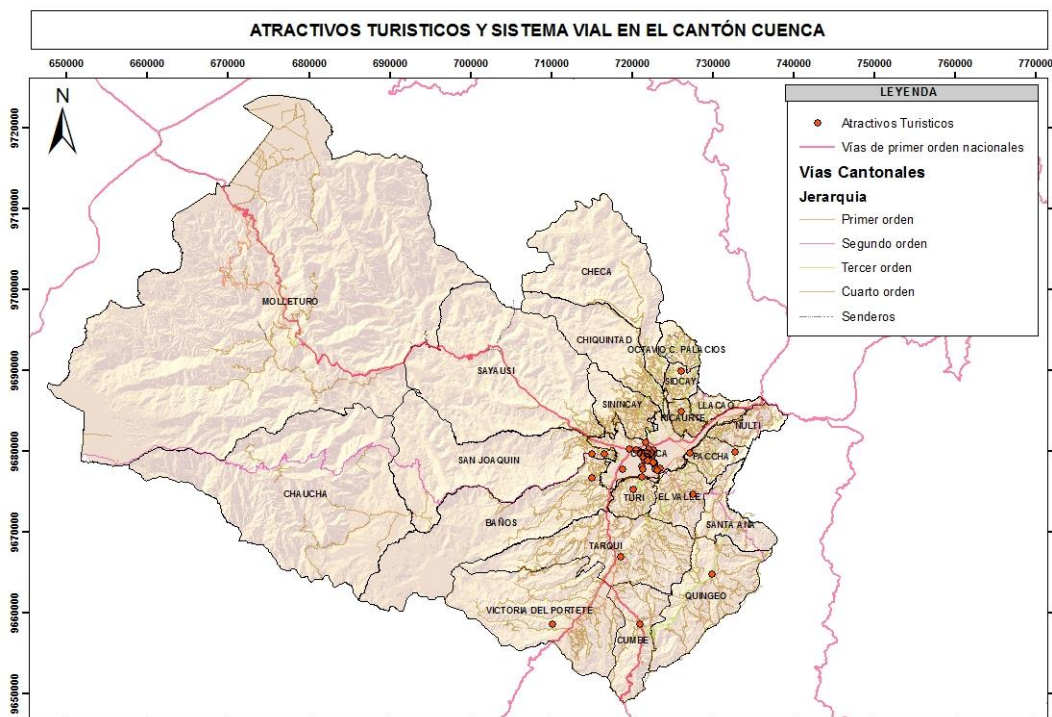 ATRACTIVOS TURISTICOS Y SISTEMA VIAL EN EL CANTÓN CUENCA
650000 660000 670000 680000 690000 700000 710000 720000 730000 740000 750000 760000 770000
N
LEYENDA
Atractivos Turisticos
Vías de primer orden nacionales
Vias Cantonales
Jerarquia
Primer orden
Segundo orden
Tercer orden
Cuarto orden
Senderos
9720000
9710000
9700000
9690000
9680000
9670000
9660000
9650000
CHECA
MOLLETURO
CHIQUINTAD
OCTAVIO C. PALACIOS
SAYAUSI
SIDCAY
SININCAY
LLACAO
RICAURTE
NULTI
CUENCA
PACCHA
SAN JOAQUIN
CHAUCHA
TURI
EL VALLE
BAÑOS
SANTA ANA
TARQUI
QUINGEO
VICTORIA DEL PORTETE
CUMBE